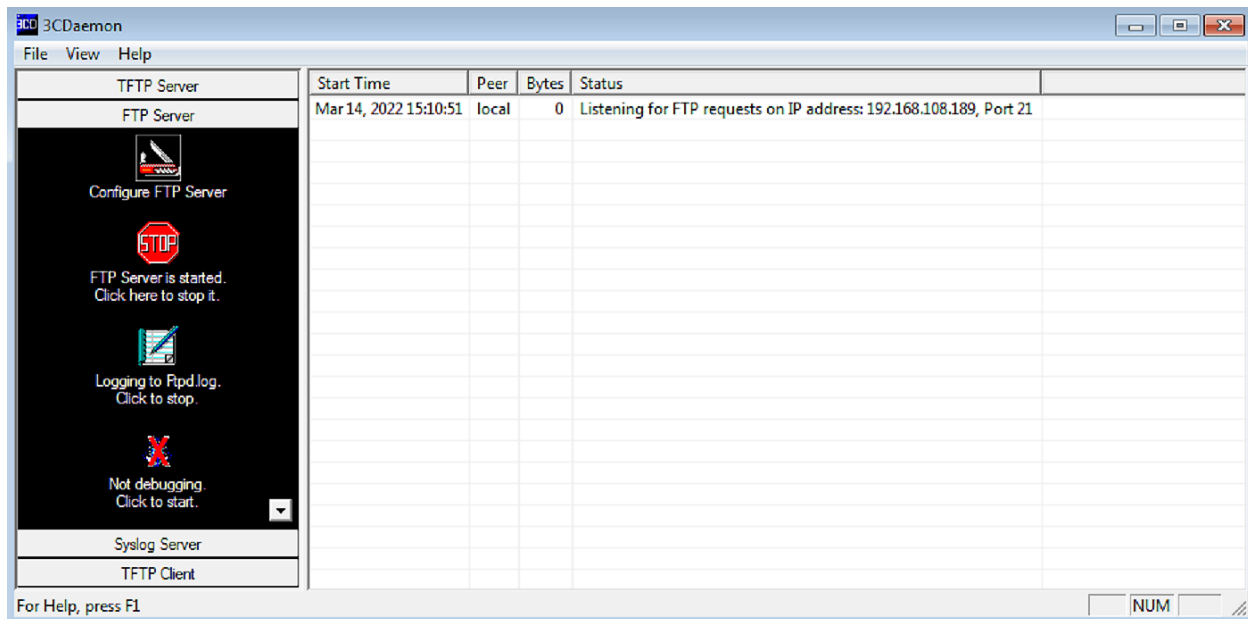 3CD 3CDaemon
File View Help
TFTP Server
FTP Server
Configure FTP Server
STOP
FTP Server is started.
Click here to stop it.
Logging to Ftpd.log.
Click to stop.
Not debugging.
Click to start.
Syslog Server
TFTP Client
Start Time Peer Bytes Status
Mar 14, 2022 15:10:51 local 0 Listening for FTP requests on IP address: 192.168.108.189, Port 21
For Help, press F1
NUM